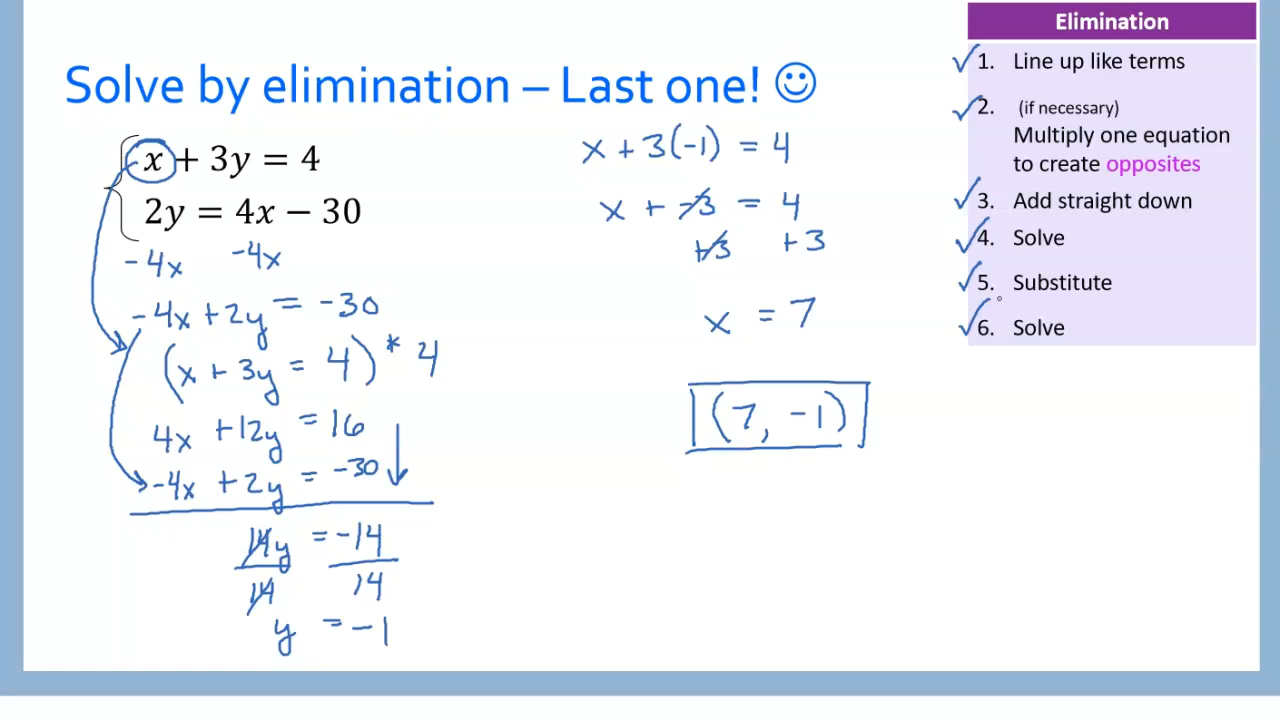 Solve by elimination – Last one! ☺
x + 3y = 4
2y = 4x − 30
-4x -4x
-4x + 2y = -30
(x + 3y = 4) * 4
4x + 12y = 16
-4x + 2y = -30
14y = -14
14 14
y = -1
x + 3(-1) = 4
x + -3 = 4
+3 +3
x = 7
(7, -1)
Elimination
✓ 1. Line up like terms
✓ 2. (if necessary)
Multiply one equation
to create opposites
✓ 3. Add straight down
✓ 4. Solve
✓ 5. Substitute
✓ 6. Solve